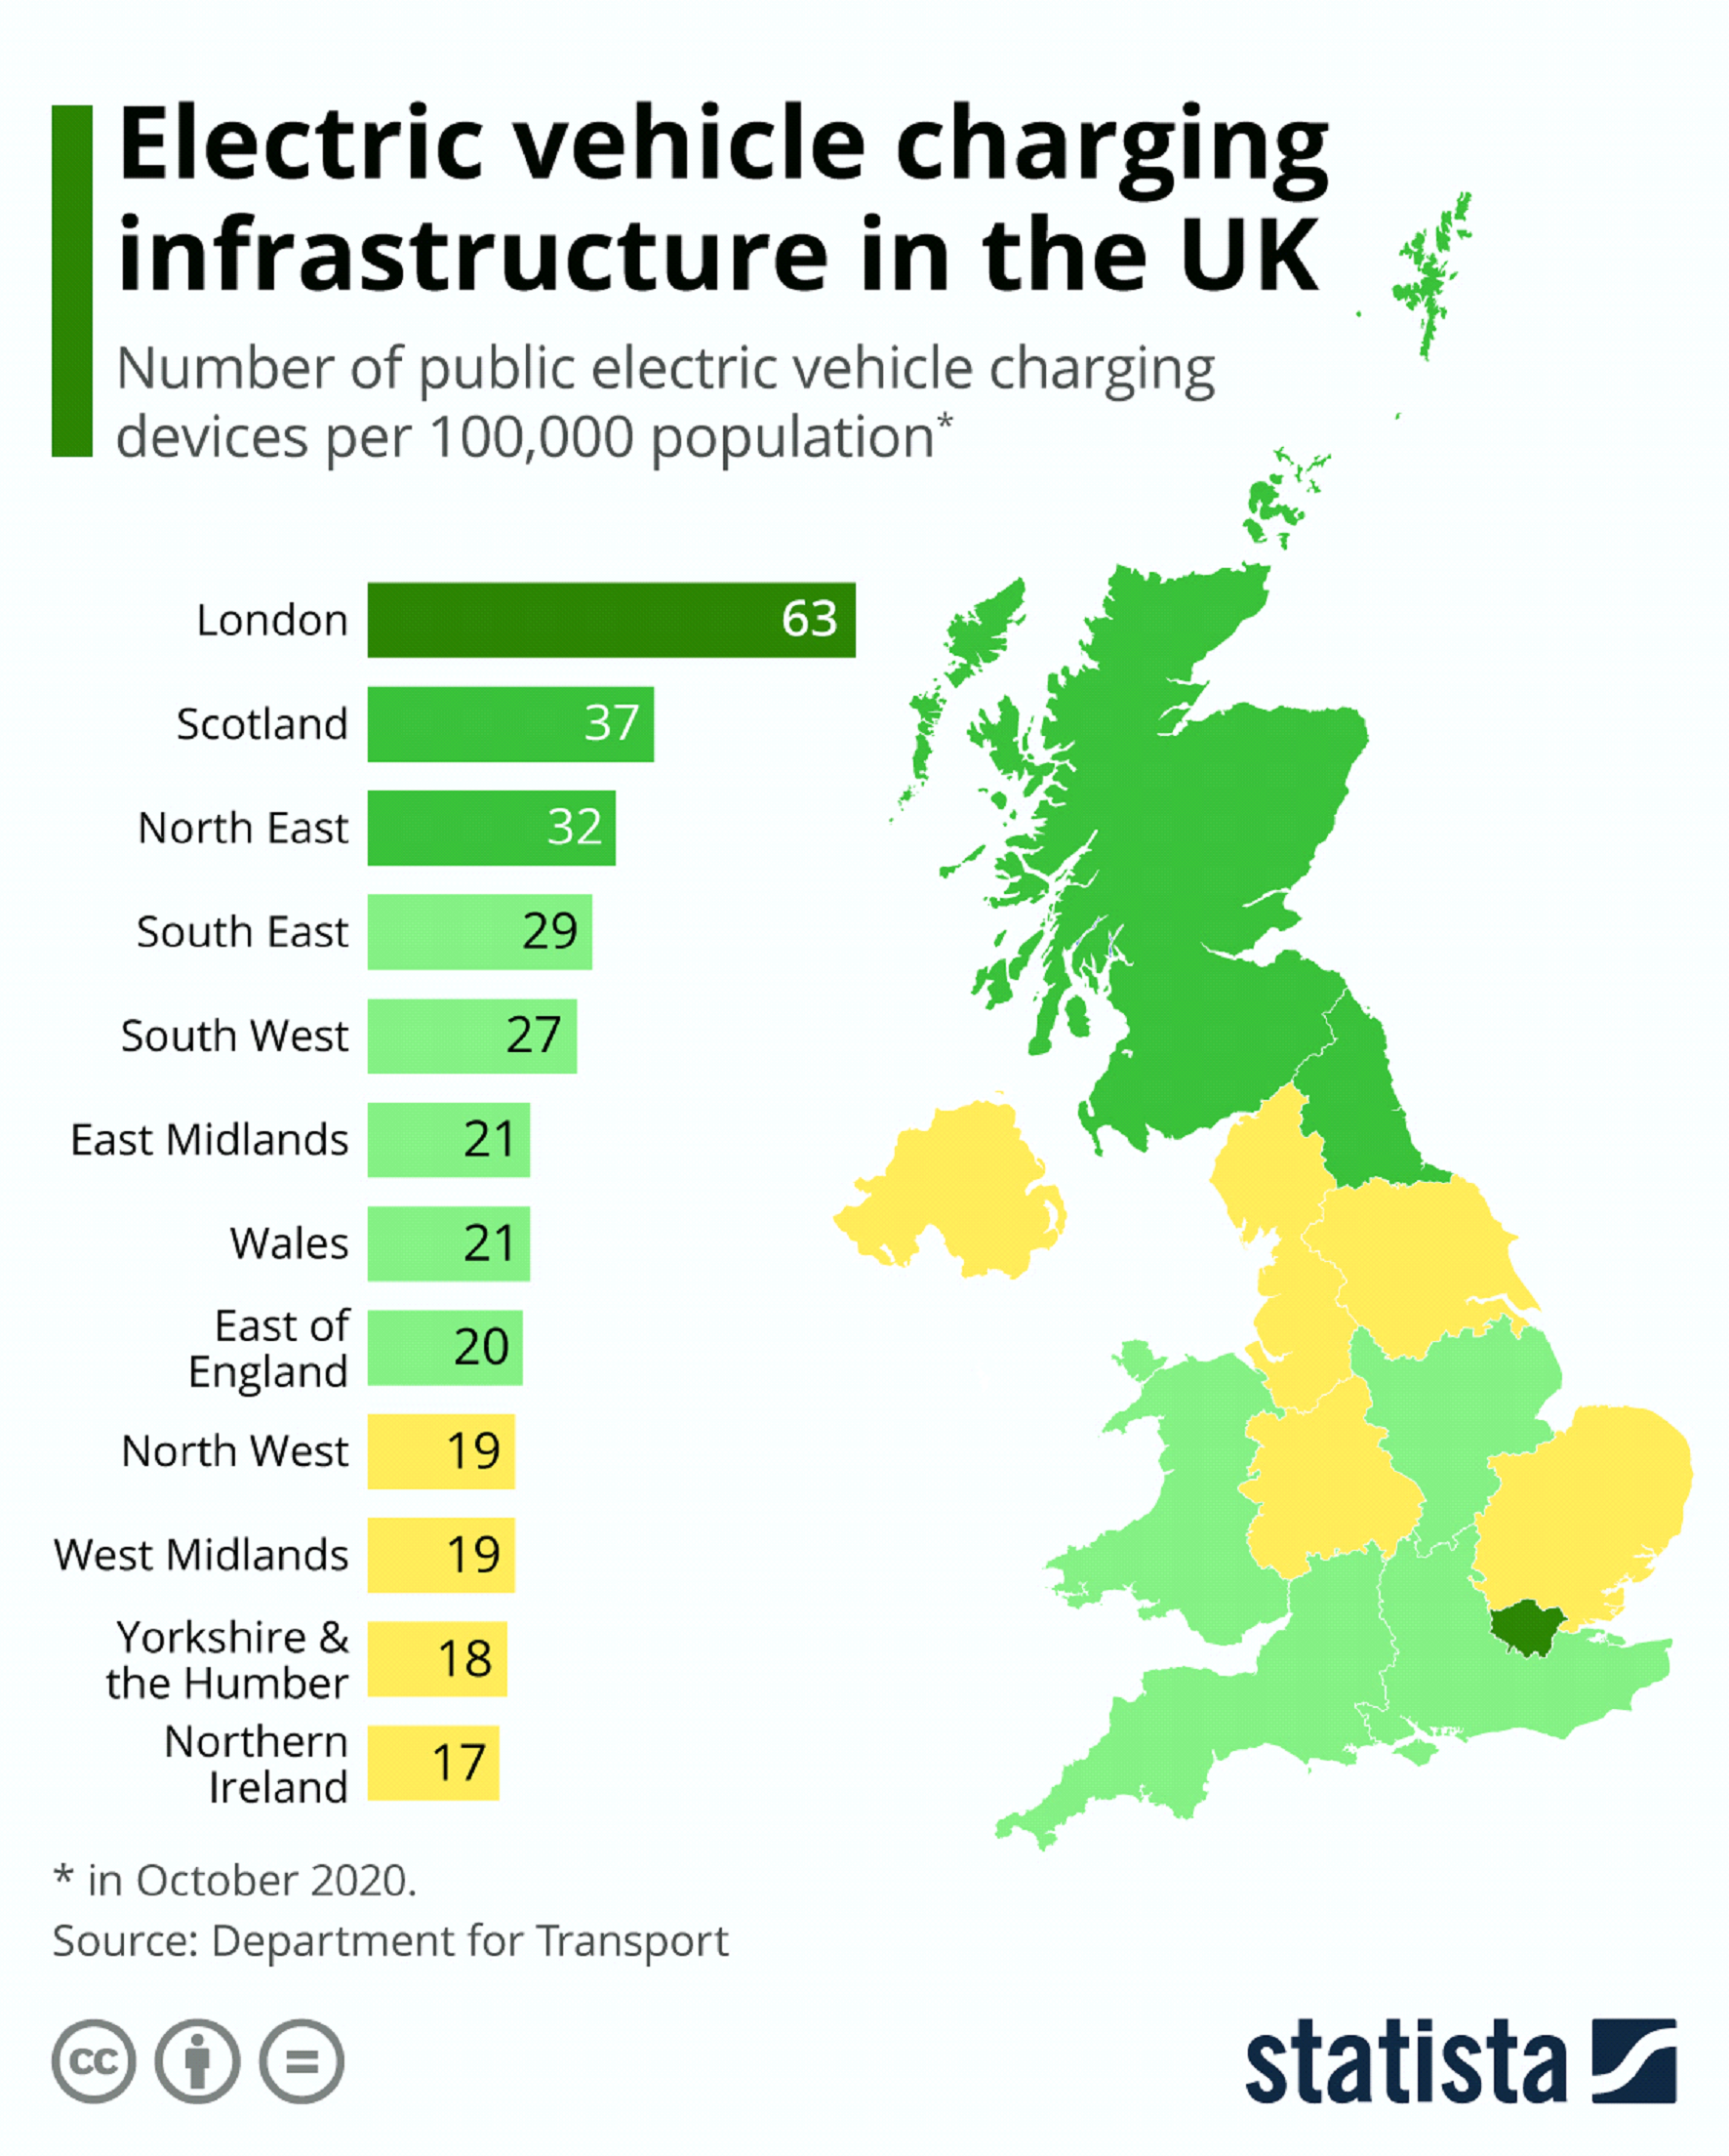 Electric vehicle charging
infrastructure in the UK
Number of public electric vehicle charging
devices per 100,000 population*
London 63
Scotland 37
North East 32
South East 29
South West 27
East Midlands 21
Wales 21
East of
England 20
North West 19
West Midlands 19
Yorkshire &
the Humber 18
Northern
Ireland 17
* in October 2020.
Source: Department for Transport
cc =
statista